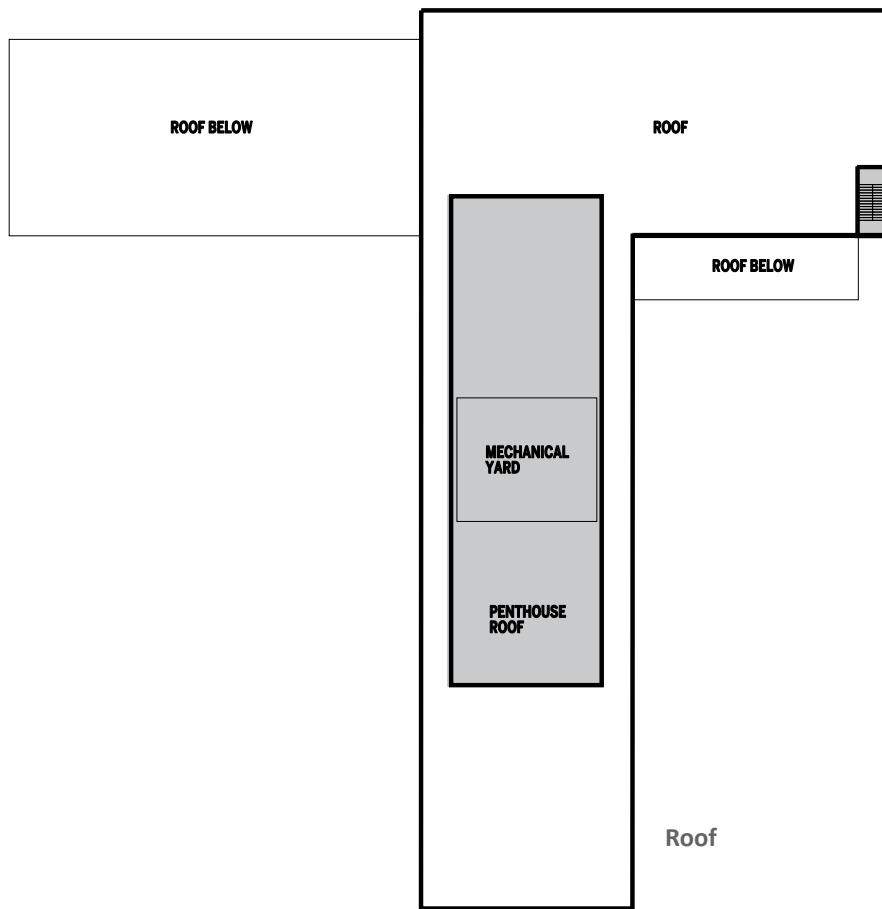 ROOF BELOW
ROOF
ROOF BELOW
MECHANICAL
YARD
PENTHOUSE
ROOF
Roof